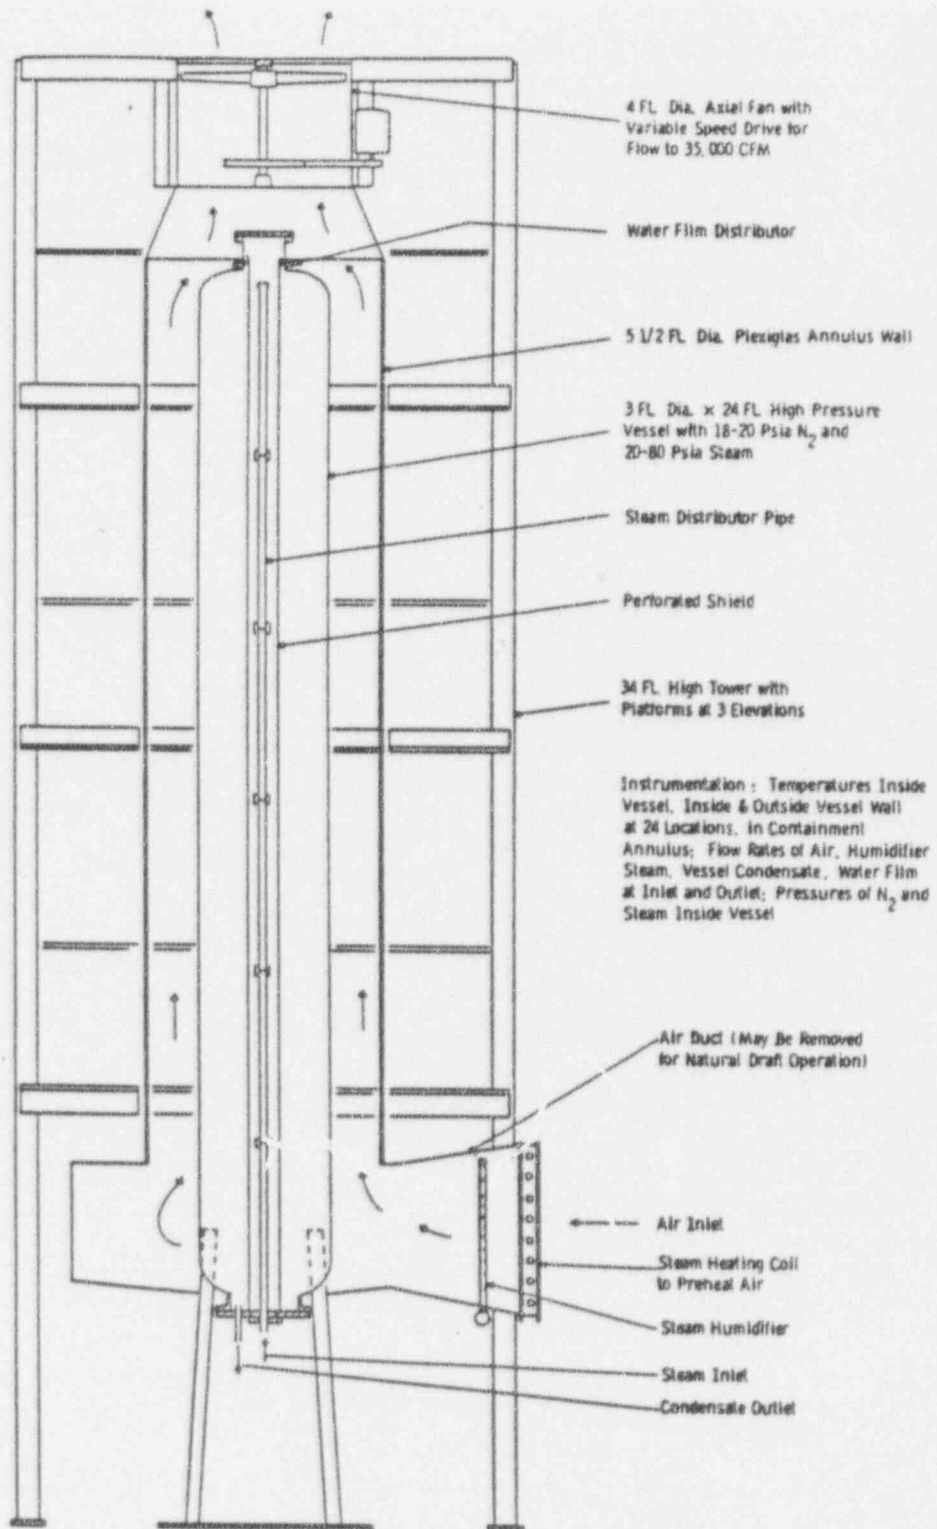 4 Ft. Dia. Axial Fan with
Variable Speed Drive for
Flow to 35,000 CFM
Water Film Distributor
5 1/2 Ft. Dia. Plexiglas Annulus Wall
3 Ft. Dia. x 24 Ft. High Pressure
Vessel with 18-20 Psia N2 and
20-80 Psia Steam
Steam Distributor Pipe
Perforated Shield
34 Ft. High Tower with
Platforms at 3 Elevations
Instrumentation: Temperatures Inside
Vessel, Inside & Outside Vessel Wall
at 24 Locations, in Containment
Annulus; Flow Rates of Air, Humidifier
Steam, Vessel Condensate, Water Film
at Inlet and Outlet; Pressures of N2 and
Steam Inside Vessel
Air Duct (May Be Removed
for Natural Draft Operation)
Air Inlet
Steam Heating Coil
to Preheat Air
Steam Humidifier
Steam Inlet
Condensate Outlet